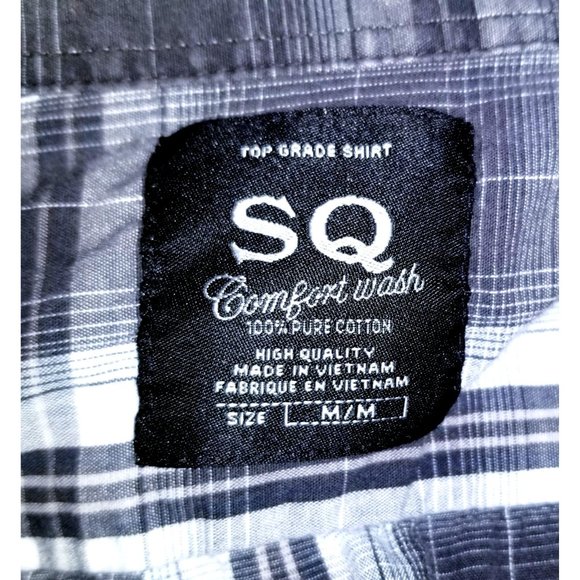 TOP GRADE SHIRT
SQ
Comfort wash
100% PURE COTTON
HIGH QUALITY
MADE IN VIETNAM
FABRIQUE EN VIETNAM
SIZE M/M